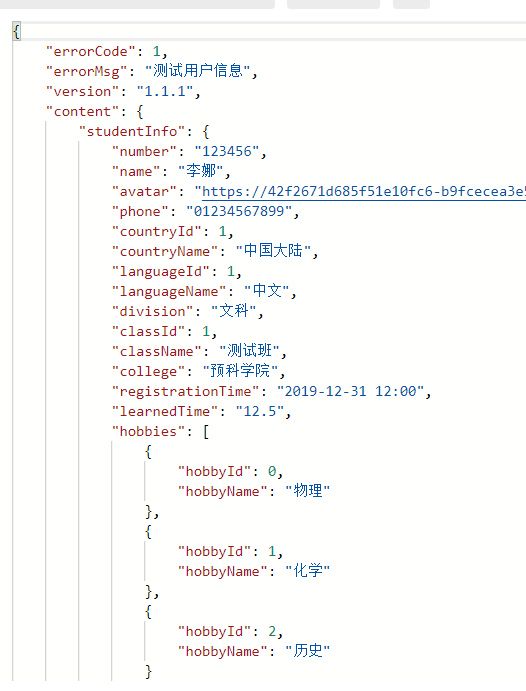 {
"errorCode": 1,
"errorMsg": "测试用户信息",
"version": "1.1.1",
"content": {
"studentInfo": {
"number": "123456",
"name": "李娜",
"avatar": "https://42f2671d685f51e10fc6-b9fcecea3e5
"phone": "01234567899",
"countryId": 1,
"countryName": "中国大陆",
"languageId": 1,
"languageName": "中文",
"division": "文科",
"classId": 1,
"className": "测试班",
"college": "预科学院",
"registrationTime": "2019-12-31 12:00",
"learnedTime": "12.5",
"hobbies": [
{
"hobbyId": 0,
"hobbyName": "物理"
},
{
"hobbyId": 1,
"hobbyName": "化学"
},
{
"hobbyId": 2,
"hobbyName": "历史"
}